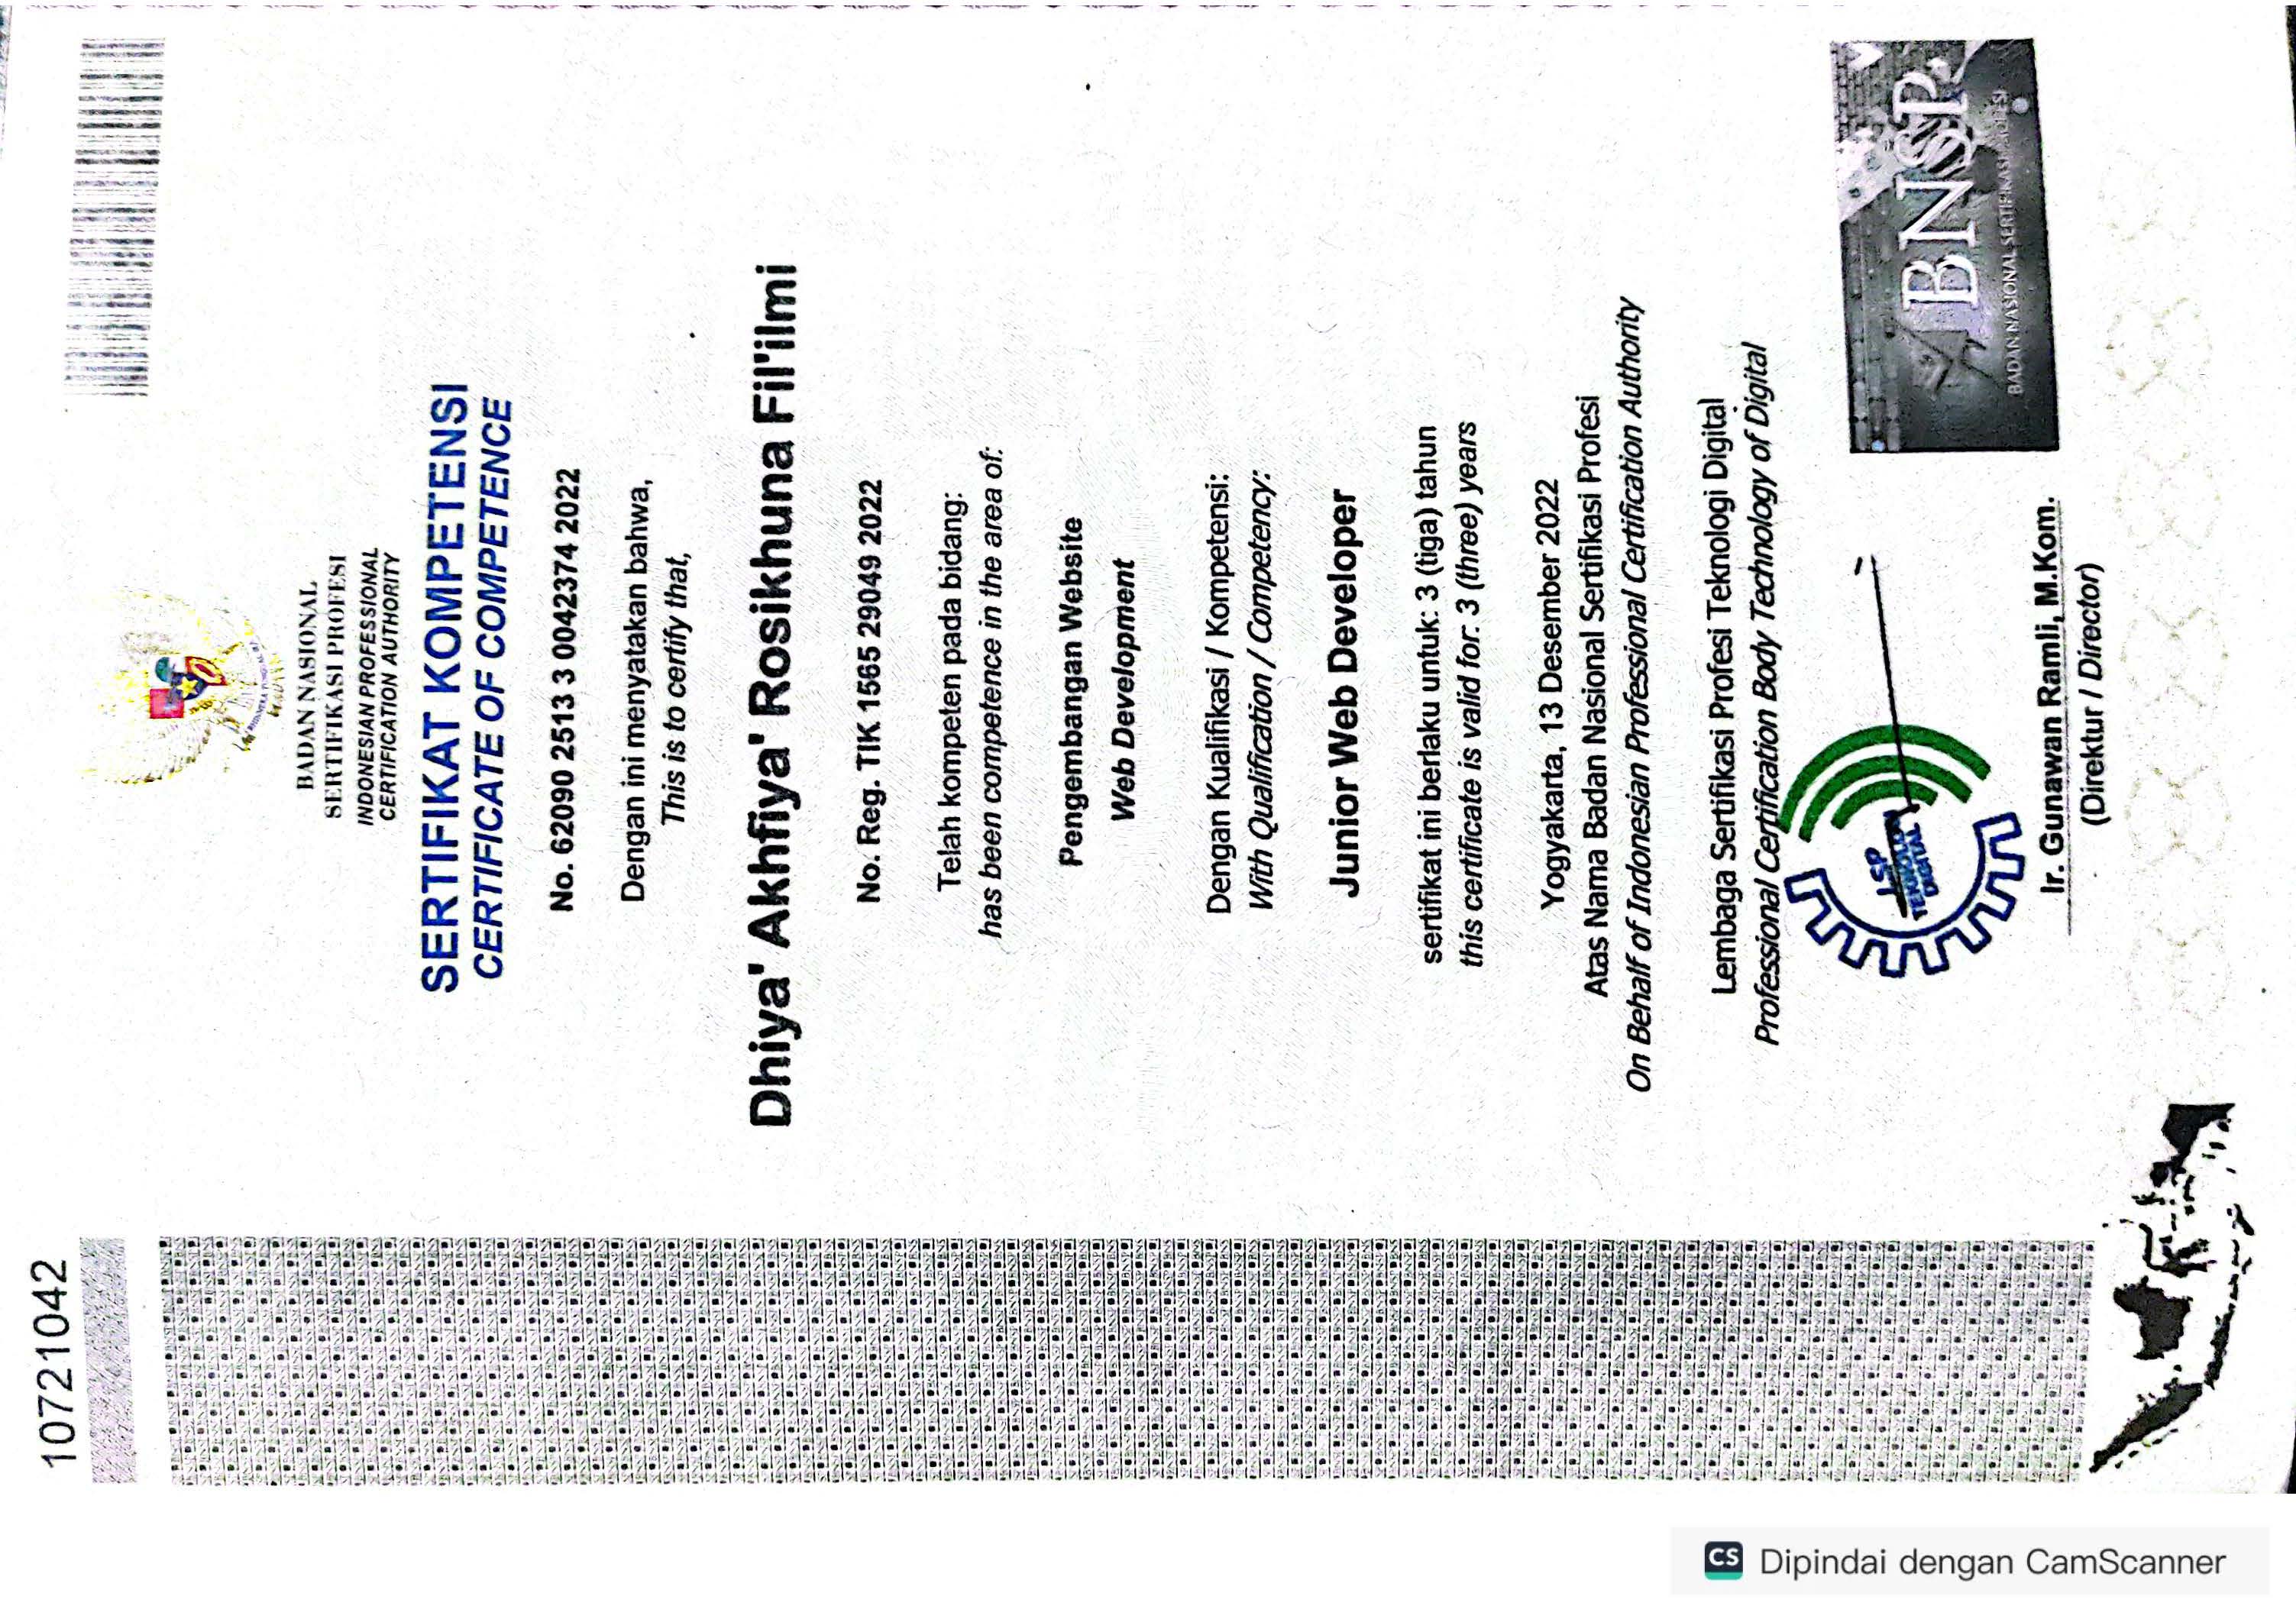 10721042
BADAN NASIONAL
SERTIFIKASI PROFESI
INDONESIAN PROFESSIONAL
CERTIFICATION AUTHORITY
SERTIFIKAT KOMPETENSI
CERTIFICATE OF COMPETENCE
No. 62090 2513 3 0042374 2022
Dengan ini menyatakan bahwa,
This is to certify that,
Dhiya' Akhfiya' Rosikhuna Fil'ilmi
No. Reg. TIK 1565 29049 2022
Telah kompeten pada bidang:
has been competence in the area of:
Pengembangan Website
Web Development
Dengan Kualifikasi / Kompetensi:
With Qualification / Competency:
Junior Web Developer
sertifikat ini berlaku untuk: 3 (tiga) tahun
this certificate is valid for: 3 (three) years
Yogyakarta, 13 Desember 2022
Atas Nama Badan Nasional Sertifikasi Profesi
On Behalf of Indonesian Professional Certification Authority
Lembaga Sertifikasi Profesi Teknologi Digital
Professional Certification Body Technology of Digital
LSP
TEKNOLOGI
DIGITAL
Ir. Gunawan Ramli, M.Kom.
(Direktur / Director)
BNSP
BADAN NASIONAL SERTIFIKASI PROFESI
CS Dipindai dengan CamScanner